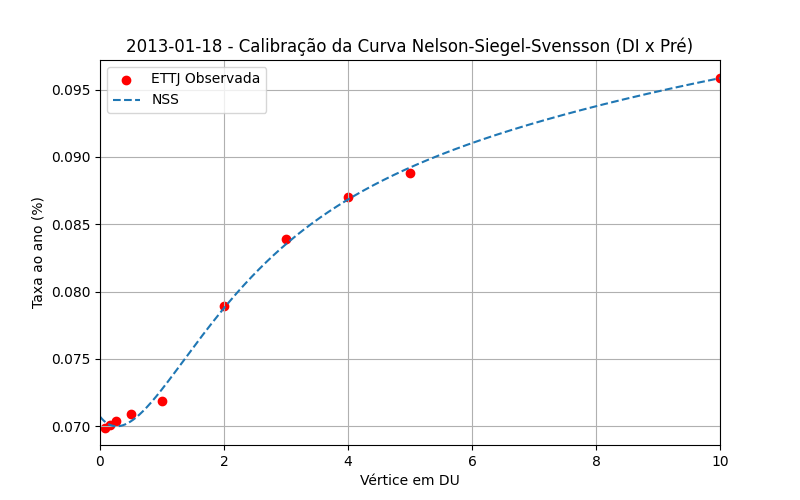 2013-01-18 - Calibração da Curva Nelson-Siegel-Svensson (DI x Pré)
ETTJ Observada
NSS
0.095
0.090
0.085
0.080
0.075
0.070
Taxa ao ano (%)
0 2 4 6 8 10
Vértice em DU